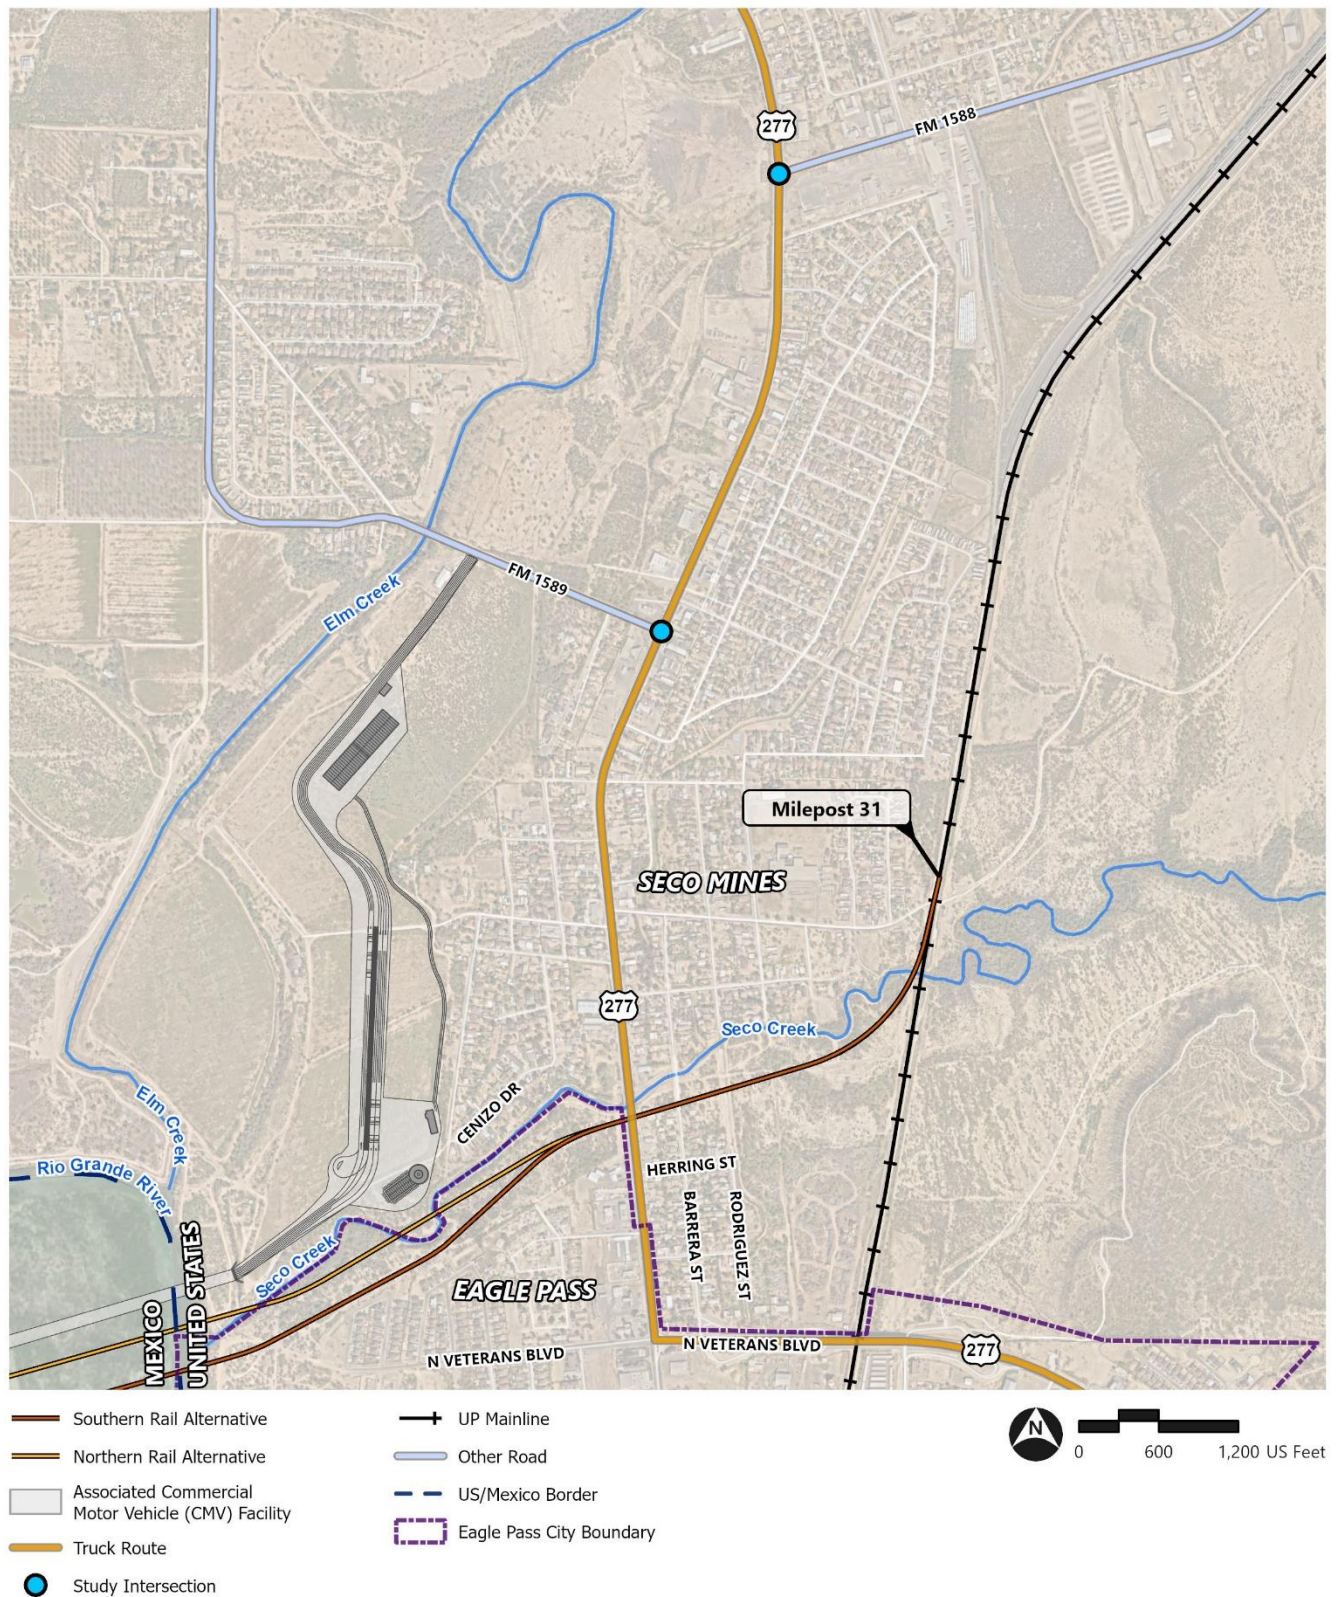 277
FM 1588
FM 1589
Elm Creek
Milepost 31
SECO MINES
277
Seco Creek
CENIZO DR
Elm Creek
Rio Grande River
HERRING ST
BARRERA ST
RODRIGUEZ ST
Seco Creek
EAGLE PASS
MEXICO
UNITED STATES
N VETERANS BLVD
N VETERANS BLVD
277
Southern Rail Alternative
Northern Rail Alternative
Associated Commercial
Motor Vehicle (CMV) Facility
Truck Route
Study Intersection
UP Mainline
Other Road
US/Mexico Border
Eagle Pass City Boundary
N
0 600 1,200 US Feet